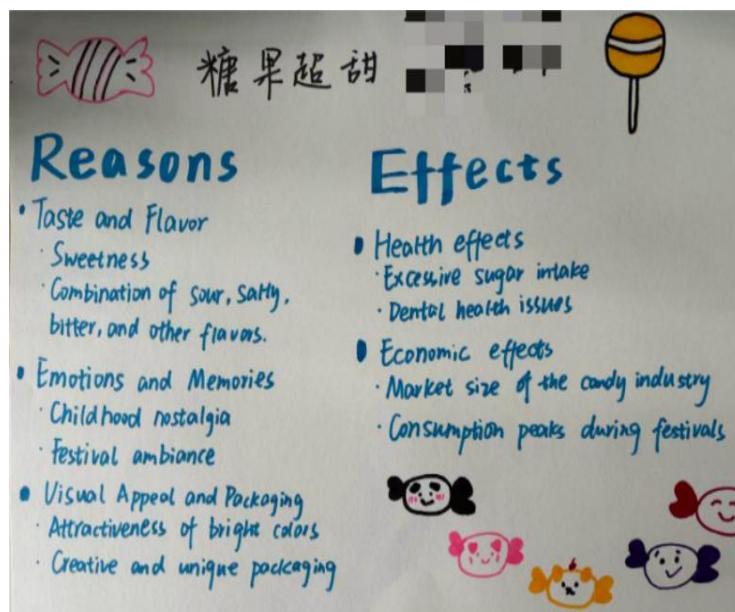 糖果超甜
Reasons
• Taste and Flavor
· Sweetness
· Combination of sour, salty,
bitter, and other flavors.
• Emotions and Memories
· Childhood nostalgia
· Festival ambiance
• Visual Appeal and Packaging
· Attractiveness of bright colors
· Creative and unique packaging
Effects
• Health effects
· Excessive sugar intake
· Dental health issues
• Economic effects
· Market size of the candy industry
· Consumption peaks during festivals